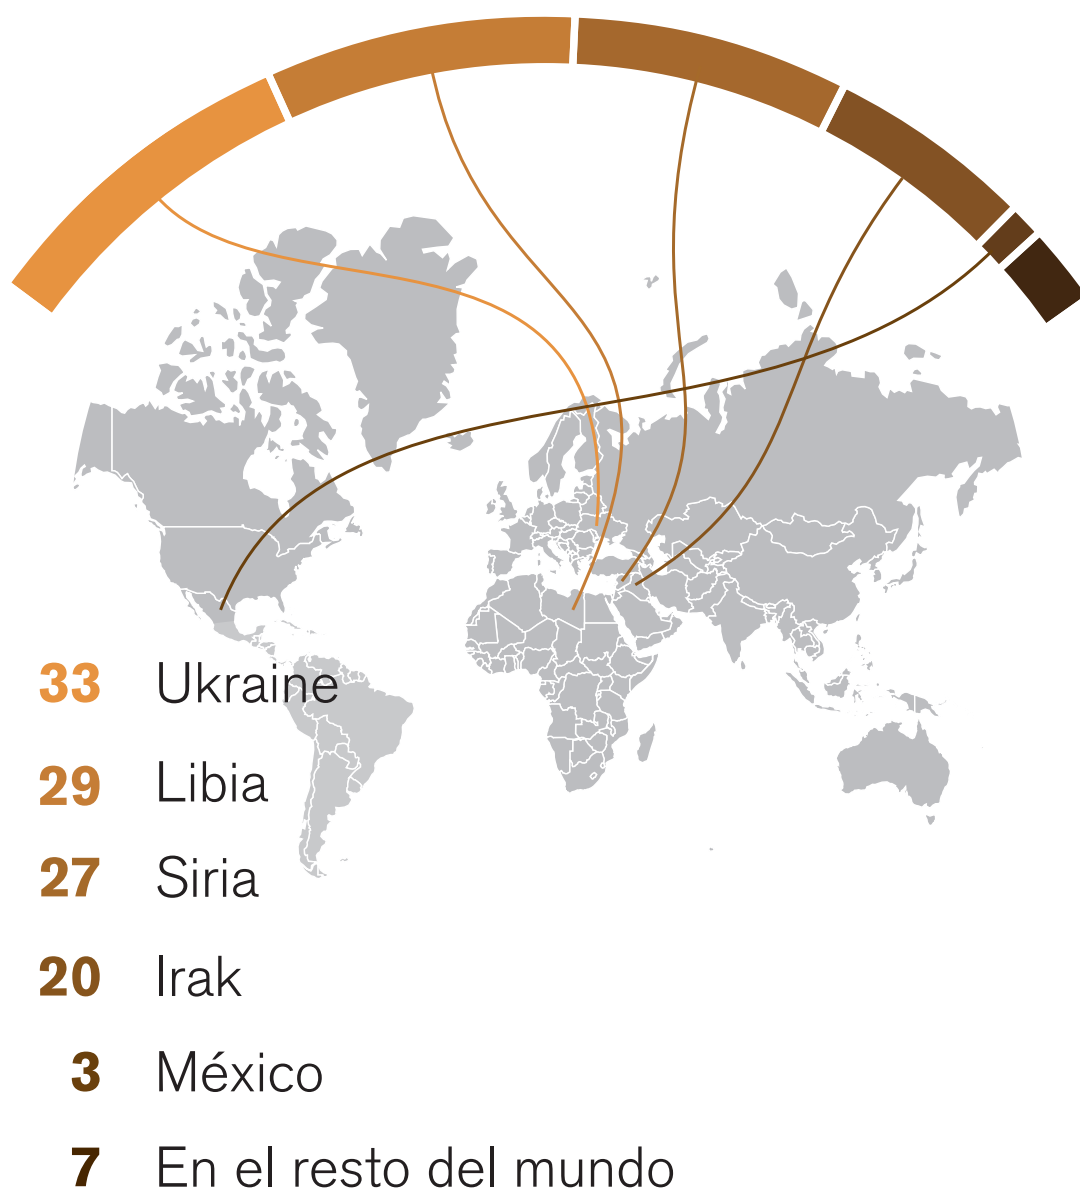 33 Ukraine
29 Libia
27 Siria
20 Irak
3 México
7 En el resto del mundo